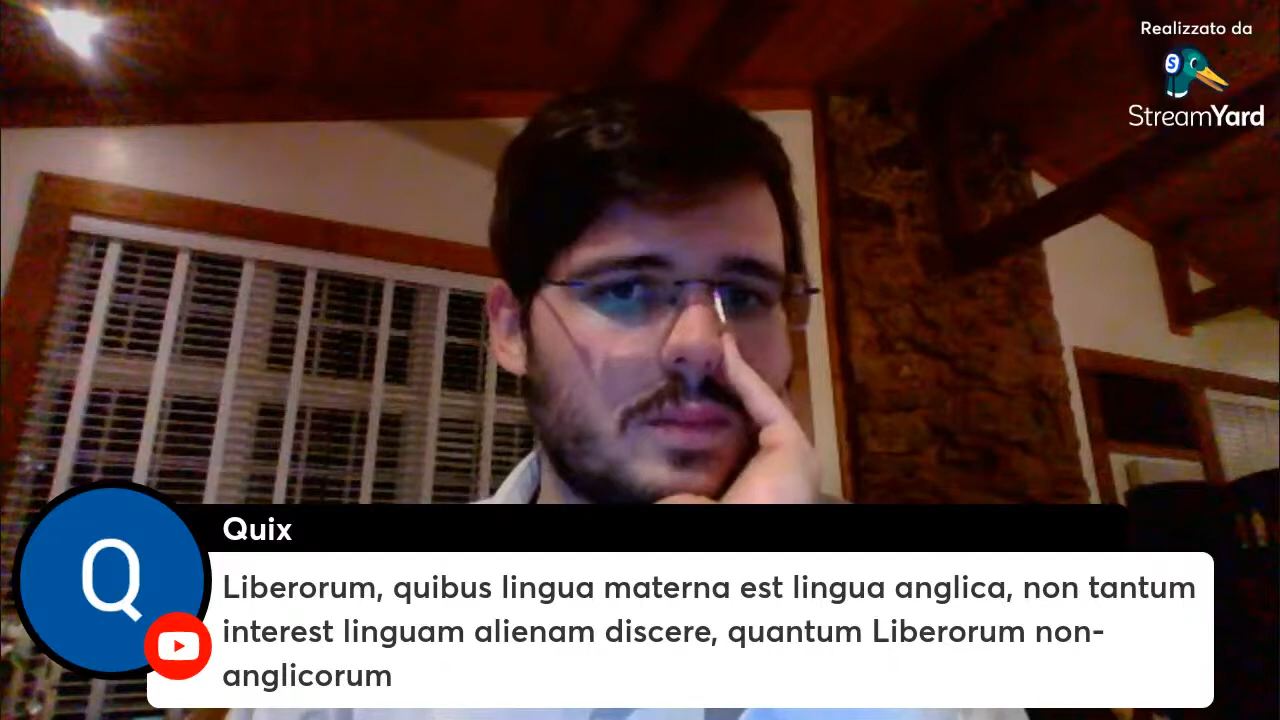 Realizzato da
S
StreamYard
Q
Quix
Liberorum, quibus lingua materna est lingua anglica, non tantum
interest linguam alienam discere, quantum Liberorum non-
anglicorum